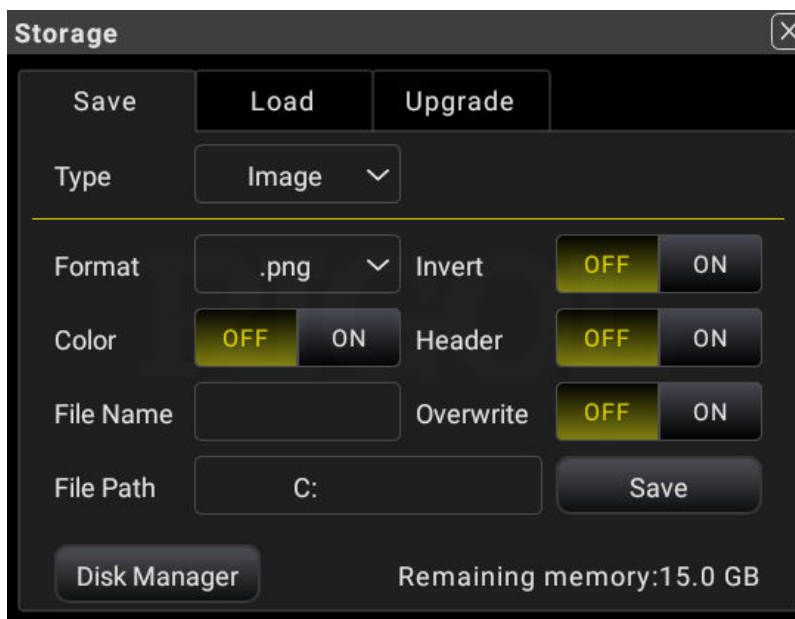 Storage
Save Load Upgrade
Type Image
Format .png Invert OFF ON
Color OFF ON Header OFF ON
File Name Overwrite OFF ON
File Path C: Save
Disk Manager Remaining memory:15.0 GB